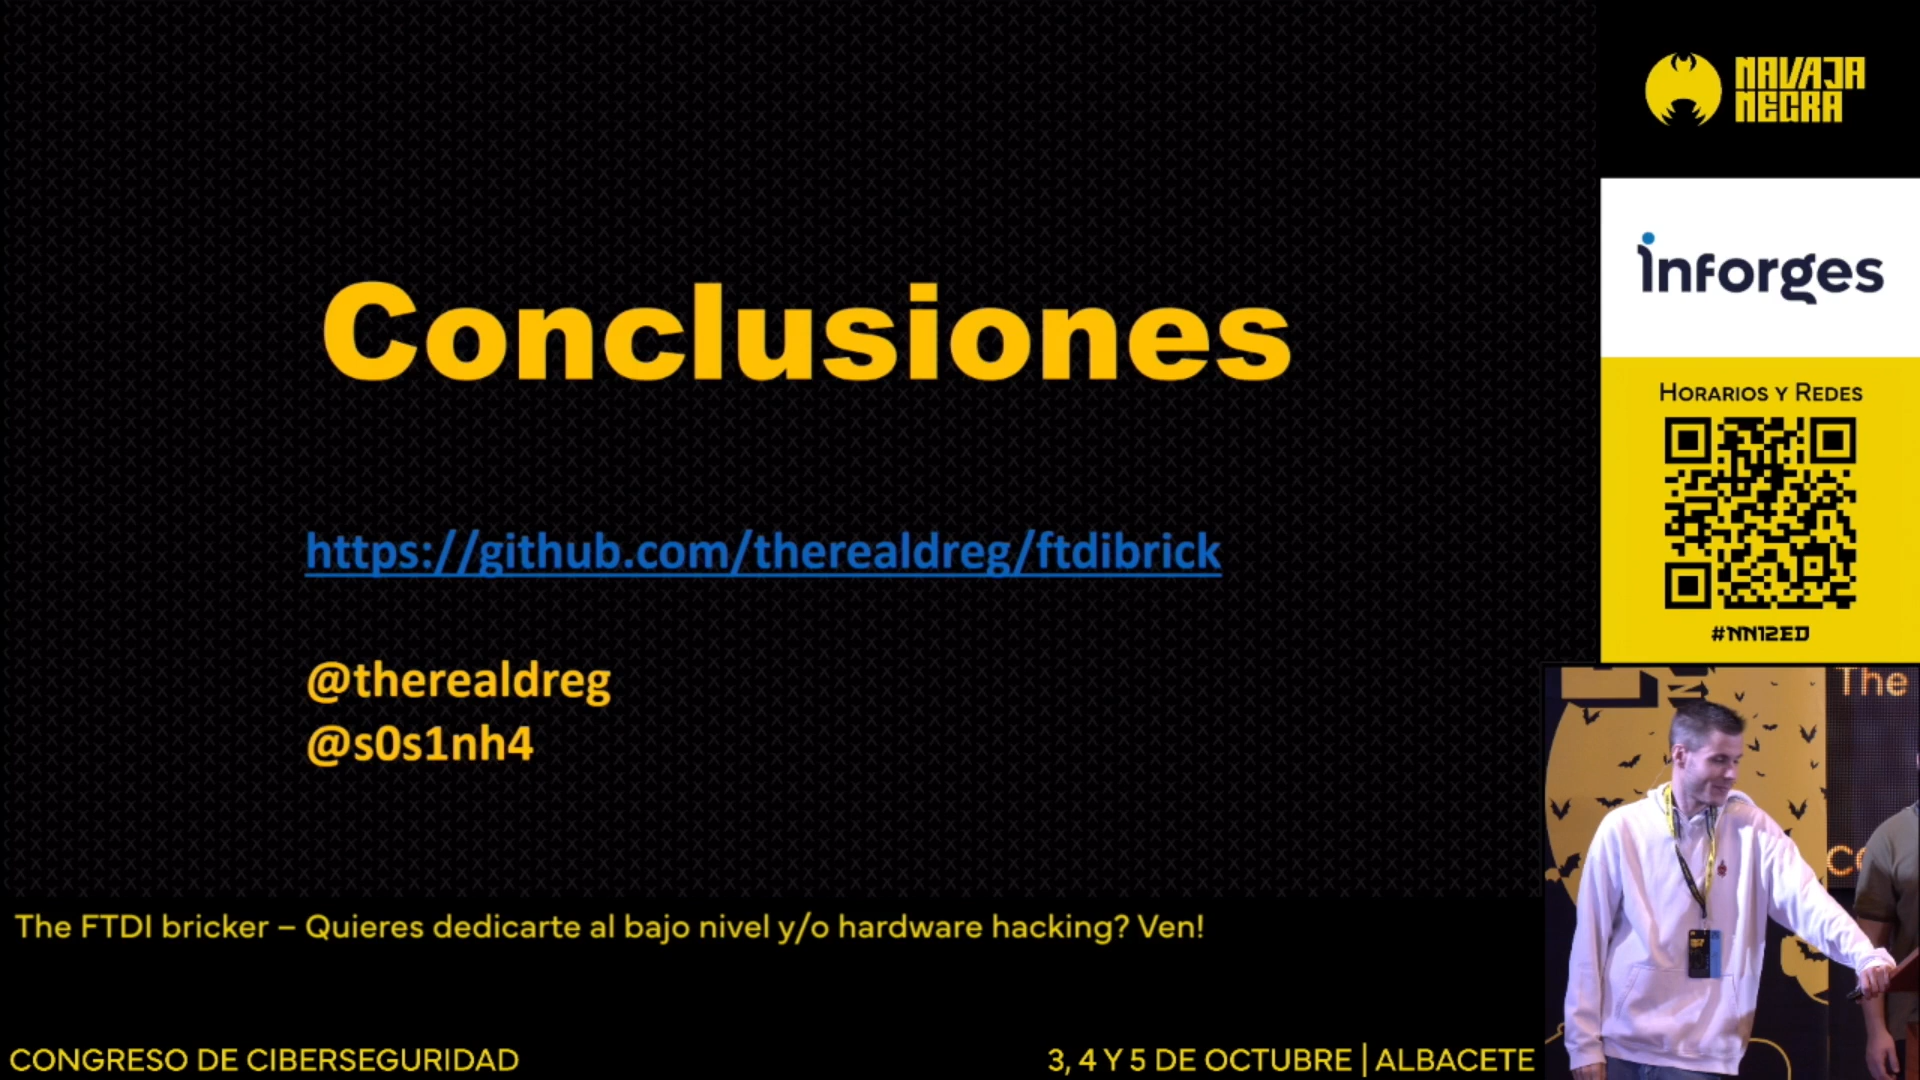 Conclusiones
https://github.com/therealdreg/ftdibrick
@therealdreg
@s0s1nh4
NAVAJA
NEGRA
inforges
HORARIOS Y REDES
#NN12ED
The
The FTDI bricker – Quieres dedicarte al bajo nivel y/o hardware hacking? Ven!
CONGRESO DE CIBERSEGURIDAD
3, 4 Y 5 DE OCTUBRE | ALBACETE